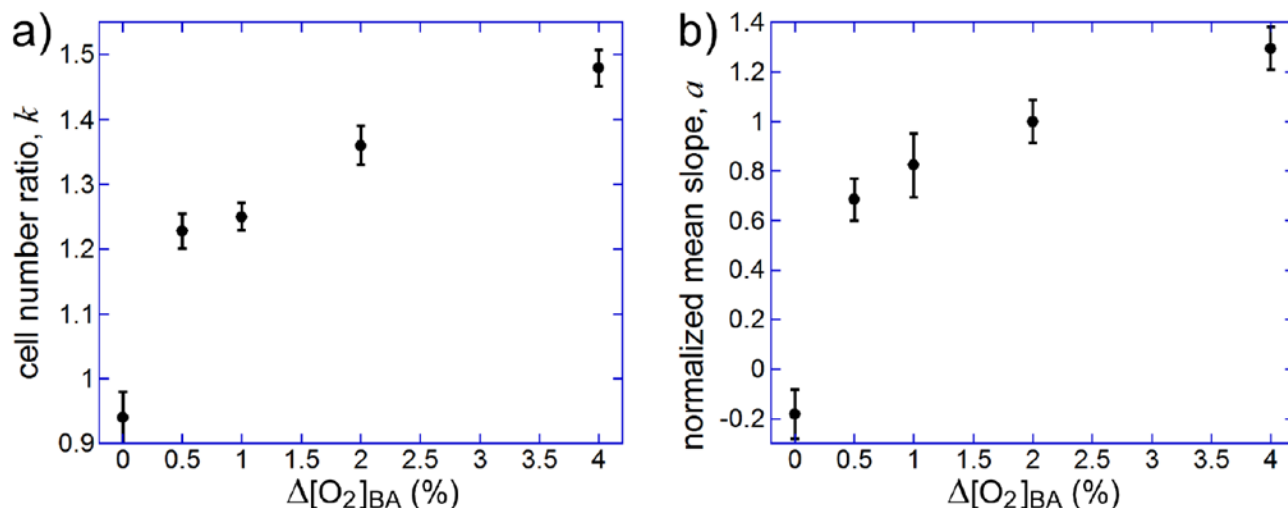 a)
cell number ratio, k
1.5
1.4
1.3
1.2
1.1
1
0.9
0 0.5 1 1.5 2 2.5 3 3.5 4
Δ[O₂]BA (%)
b)
normalized mean slope, a
1.4
1.2
1
0.8
0.6
0.4
0.2
0
-0.2
0 0.5 1 1.5 2 2.5 3 3.5 4
Δ[O₂]BA (%)